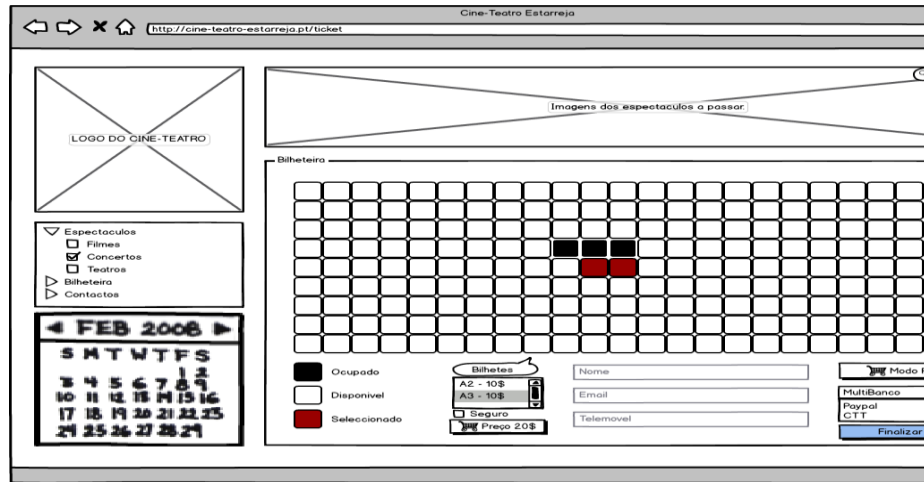 Cine-Teatro Estarreja
http://cine-teatro-estarreja.pt/ticket
LOGO DO CINE-TEATRO
Imagens dos espectaculos a passar
Bilheteira
Espectaculos
Filmes
Concertos
Teatros
Bilheteira
Contactos
FEB 2008
S M T W T F S
1 2
3 4 5 6 7 8 9
10 11 12 13 14 15 16
17 18 19 20 21 22 23
24 25 26 27 28 29
Ocupado
Disponivel
Seleccionado
Bilhetes
A2 - 10$
A3 - 10$
Seguro
Preço 20$
Nome
Email
Telemovel
Modo
MultiBanco
Paypal
CTT
Finalizar